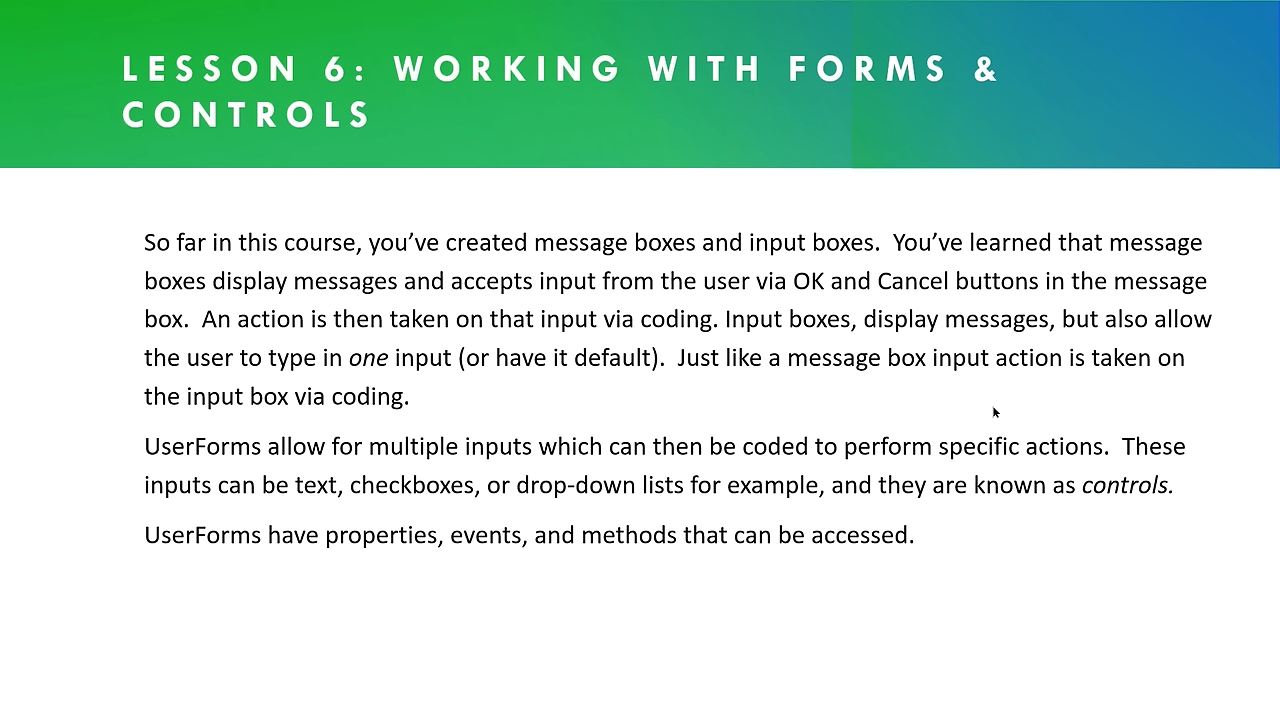 LESSON 6: WORKING WITH FORMS &
CONTROLS
So far in this course, you’ve created message boxes and input boxes.  You’ve learned that message
boxes display messages and accepts input from the user via OK and Cancel buttons in the message
box.  An action is then taken on that input via coding. Input boxes, display messages, but also allow
the user to type in one input (or have it default).  Just like a message box input action is taken on
the input box via coding.
UserForms allow for multiple inputs which can then be coded to perform specific actions.  These
inputs can be text, checkboxes, or drop-down lists for example, and they are known as controls.
UserForms have properties, events, and methods that can be accessed.